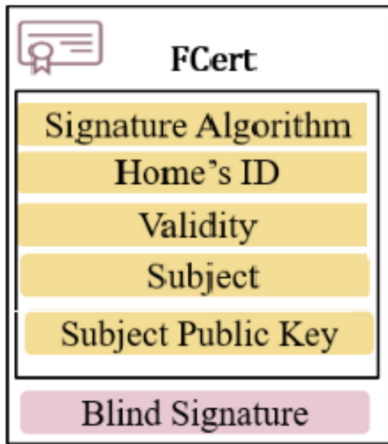 FCert
Signature Algorithm
Home's ID
Validity
Subject
Subject Public Key
Blind Signature